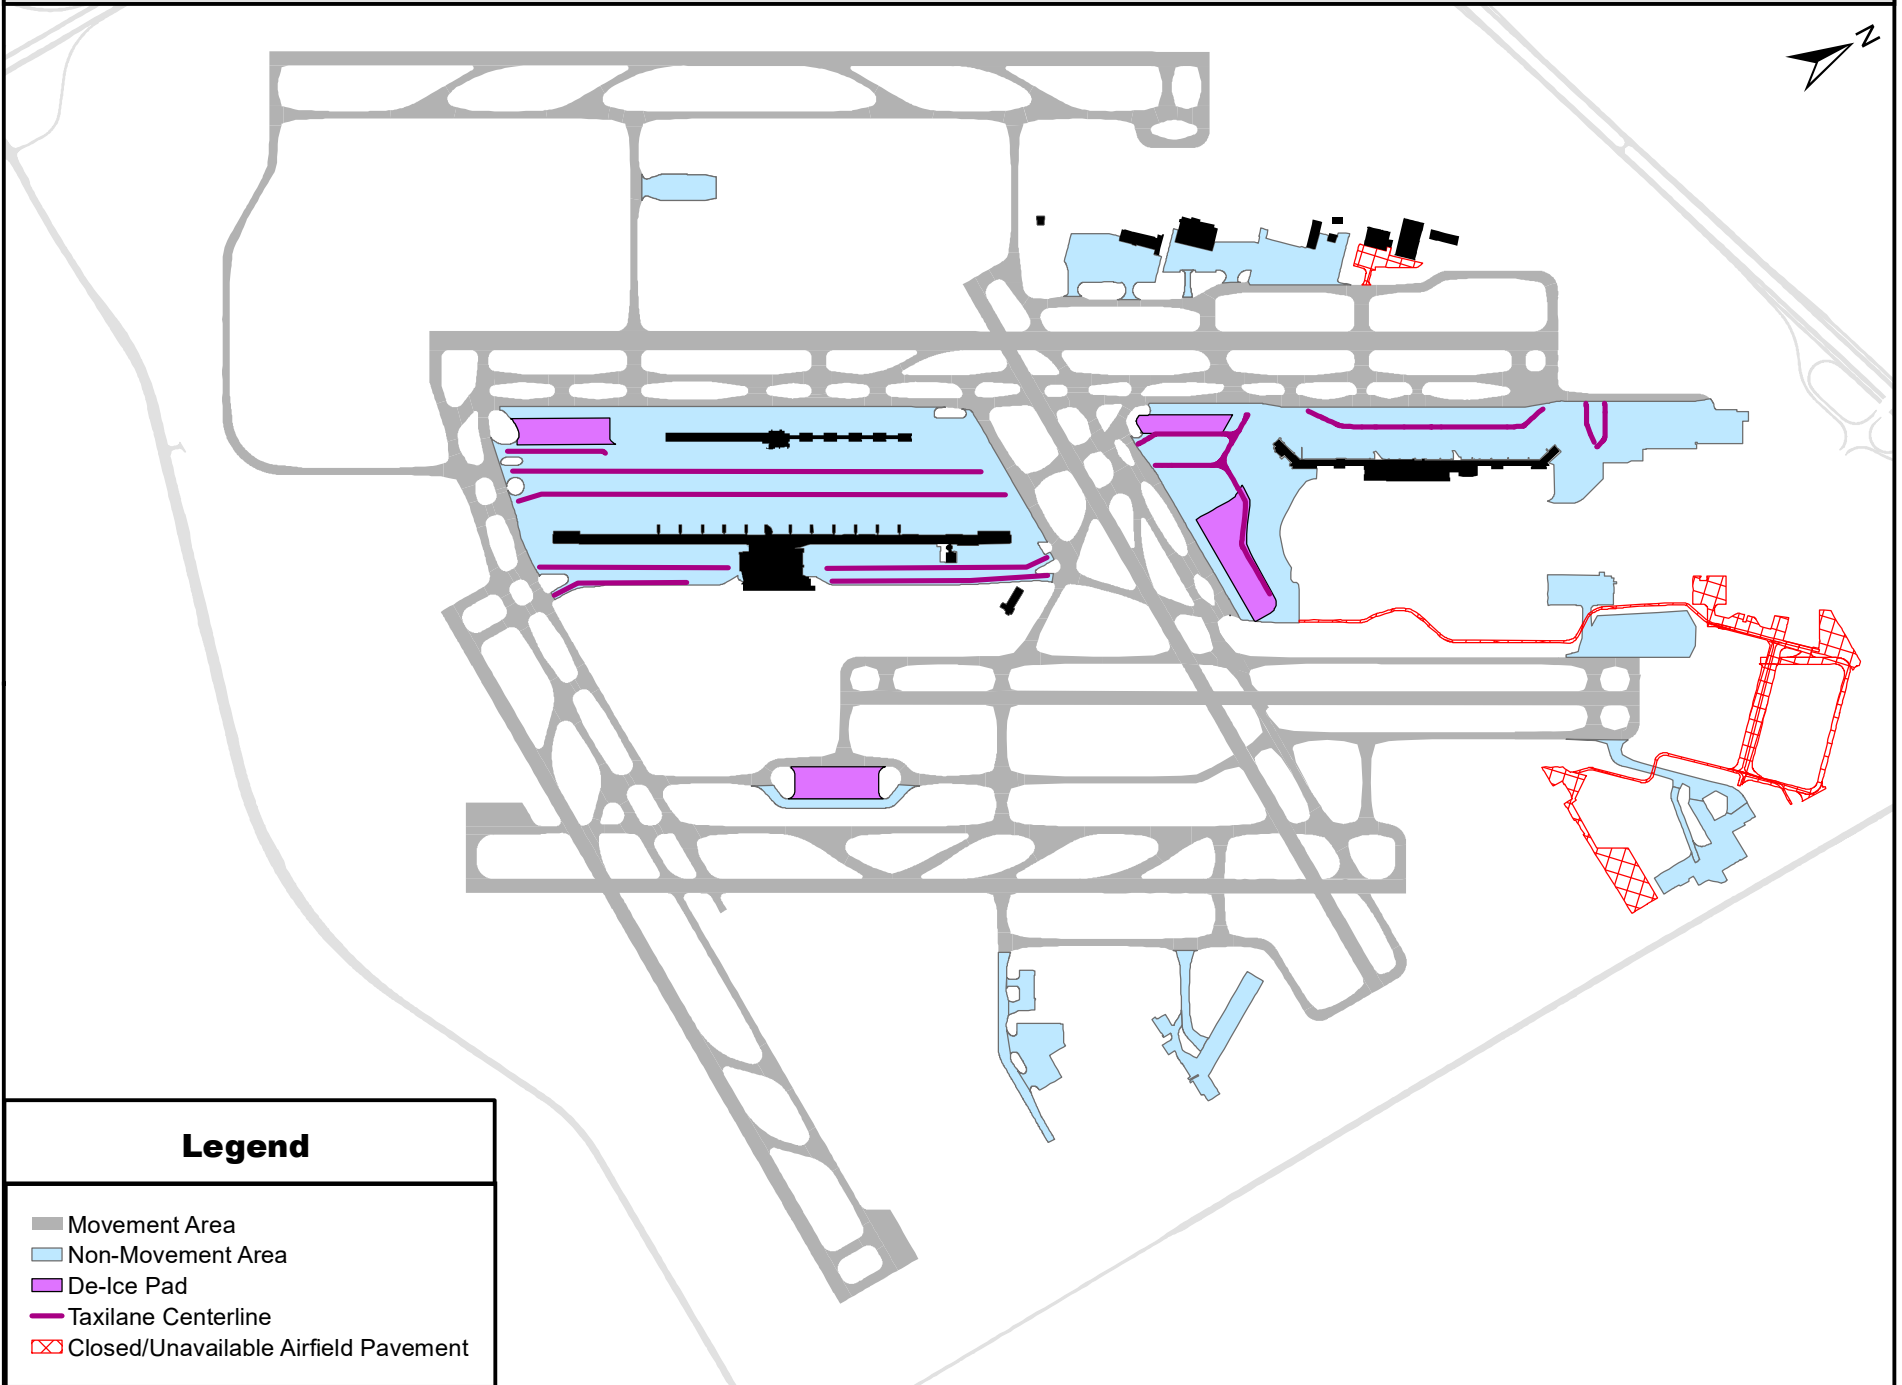 N
Legend
Movement Area
Non-Movement Area
De-Ice Pad
Taxilane Centerline
Closed/Unavailable Airfield Pavement